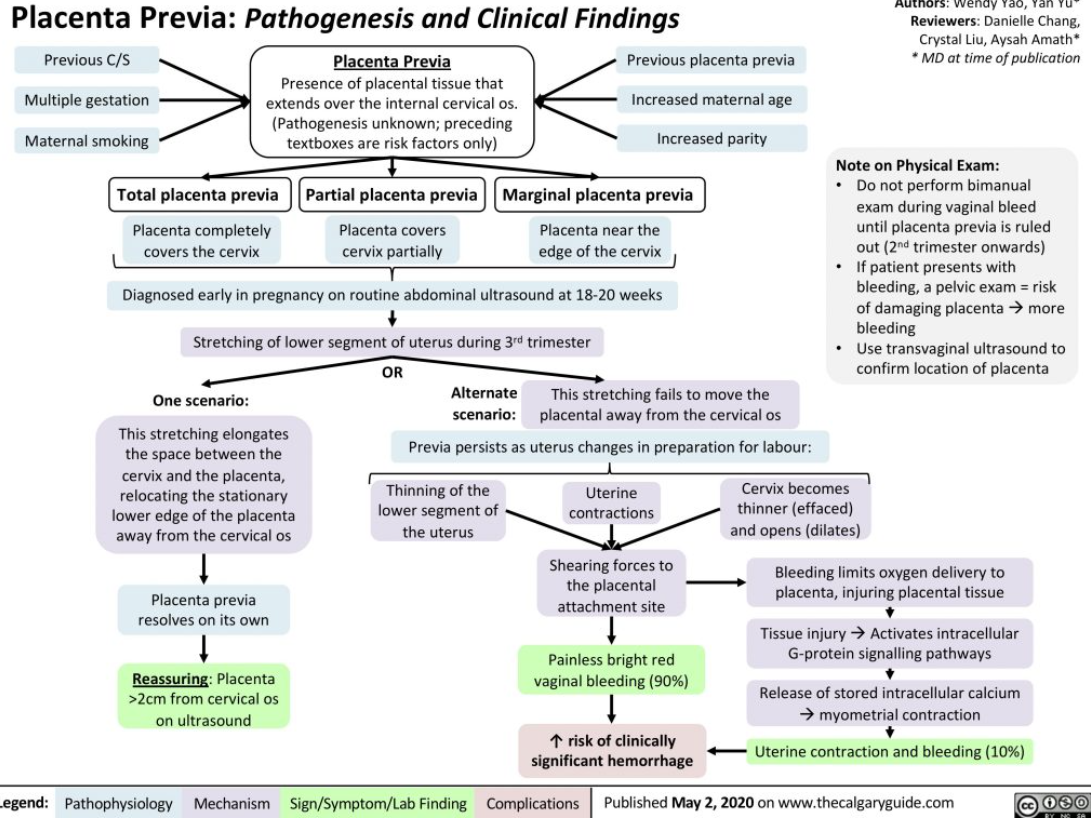 Placenta Previa: Pathogenesis and Clinical Findings
Authors: Wendy Yao, Yan Yu*
Reviewers: Danielle Chang,
Crystal Liu, Aysah Amath*
* MD at time of publication
Previous C/S
Multiple gestation
Maternal smoking
Placenta Previa
Presence of placental tissue that
extends over the internal cervical os.
(Pathogenesis unknown; preceding
textboxes are risk factors only)
Previous placenta previa
Increased maternal age
Increased parity
Total placenta previa
Partial placenta previa
Marginal placenta previa
Placenta completely
covers the cervix
Placenta covers
cervix partially
Placenta near the
edge of the cervix
Note on Physical Exam:
• Do not perform bimanual
exam during vaginal bleed
until placenta previa is ruled
out (2nd trimester onwards)
• If patient presents with
bleeding, a pelvic exam = risk
of damaging placenta → more
bleeding
• Use transvaginal ultrasound to
confirm location of placenta
Diagnosed early in pregnancy on routine abdominal ultrasound at 18-20 weeks
Stretching of lower segment of uterus during 3rd trimester
OR
One scenario:
This stretching elongates
the space between the
cervix and the placenta,
relocating the stationary
lower edge of the placenta
away from the cervical os
Placenta previa
resolves on its own
Reassuring: Placenta
>2cm from cervical os
on ultrasound
Alternate
scenario:
This stretching fails to move the
placental away from the cervical os
Previa persists as uterus changes in preparation for labour:
Thinning of the
lower segment of
the uterus
Uterine
contractions
Cervix becomes
thinner (effaced)
and opens (dilates)
Shearing forces to
the placental
attachment site
Painless bright red
vaginal bleeding (90%)
↑ risk of clinically
significant hemorrhage
Bleeding limits oxygen delivery to
placenta, injuring placental tissue
Tissue injury → Activates intracellular
G-protein signalling pathways
Release of stored intracellular calcium
→ myometrial contraction
Uterine contraction and bleeding (10%)
Legend:
Pathophysiology
Mechanism
Sign/Symptom/Lab Finding
Complications
Published May 2, 2020 on www.thecalgaryguide.com
cc
BY NC SA